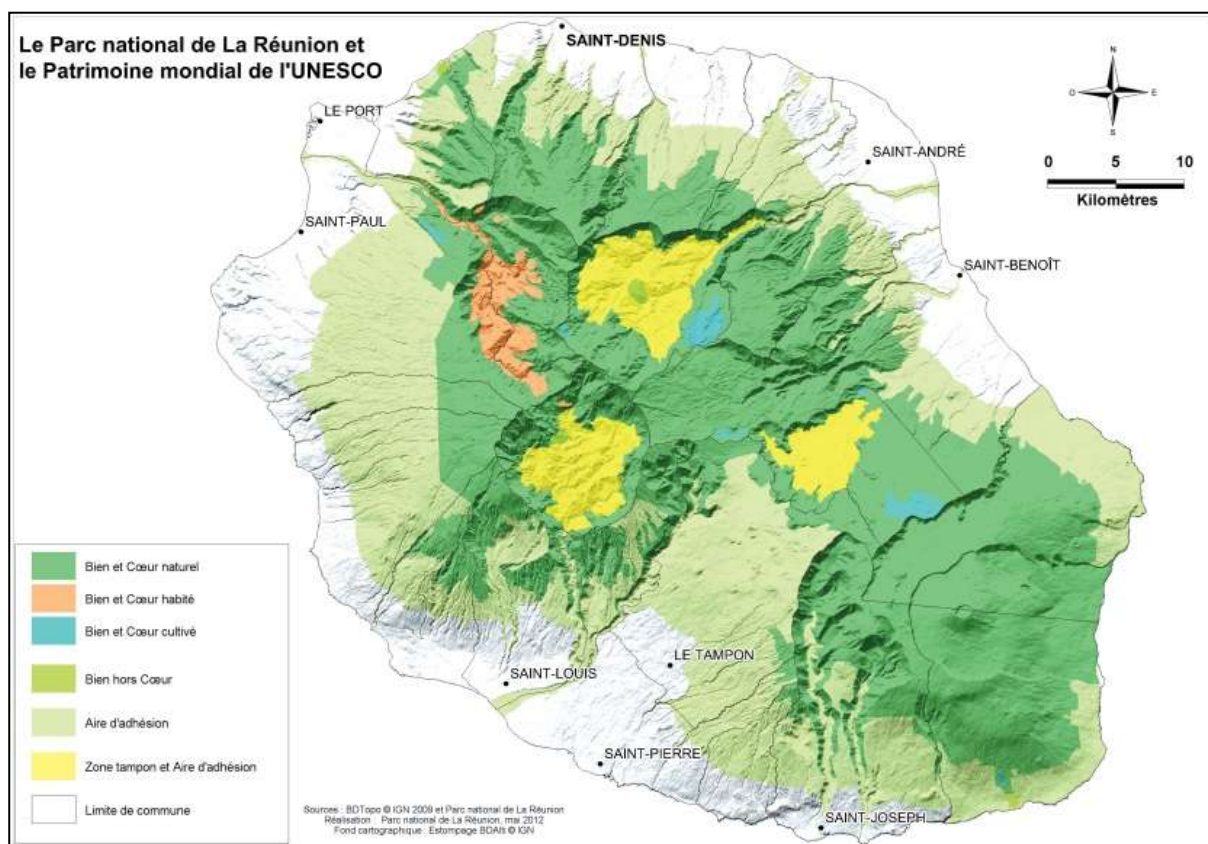 Le Parc national de La Réunion et
le Patrimoine mondial de l'UNESCO
SAINT-DENIS
N
O
E
S
LE PORT
SAINT-ANDRÉ
0 5 10
Kilomètres
SAINT-PAUL
SAINT-BENOÎT
Bien et Cœur naturel
Bien et Cœur habité
Bien et Cœur cultivé
Bien hors Cœur
Aire d'adhésion
Zone tampon et Aire d'adhésion
Limite de commune
LE TAMPON
SAINT-LOUIS
SAINT-PIERRE
SAINT-JOSEPH
Sources : BDTopo © IGN 2009 et Parc national de La Réunion
Réalisation : Parc national de La Réunion, mai 2012
Fond cartographique : Estompage BDAlti © IGN